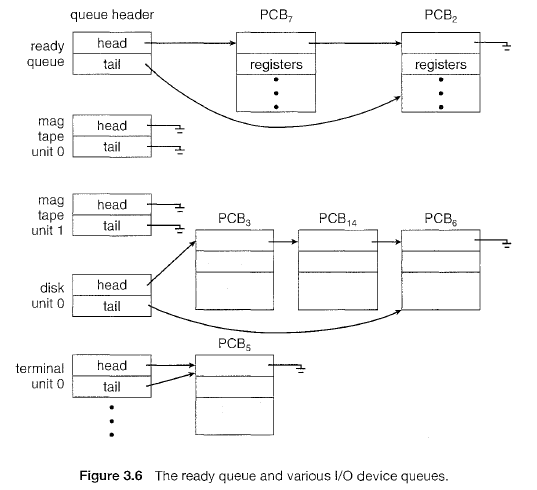 queue header PCB7 PCB2
ready queue
head
tail
registers registers
mag tape unit 0
head
tail
mag tape unit 1
head
tail
PCB3 PCB14 PCB6
disk unit 0
head
tail
PCB5
terminal unit 0
head
tail
Figure 3.6 The ready queue and various I/O device queues.